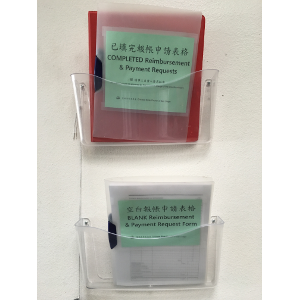 已填完報帳申請表格
COMPLETED Reimbursement
& Payment Requests
空白報帳申請表格
BLANK Reimbursement
& Payment Request Form